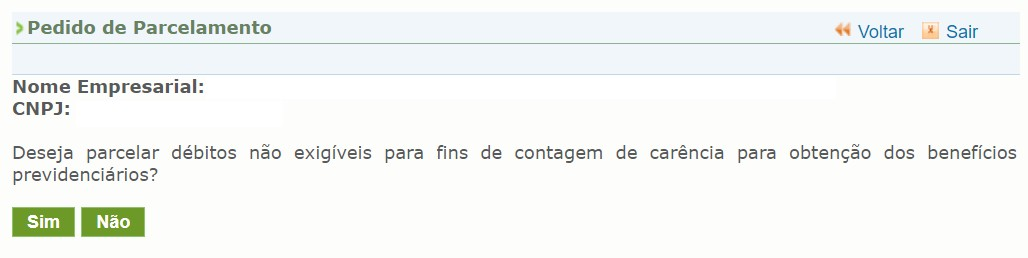 Pedido de Parcelamento
Voltar Sair
Nome Empresarial:
CNPJ:
Deseja parcelar débitos não exigíveis para fins de contagem de carência para obtenção dos benefícios
previdenciários?
Sim Não